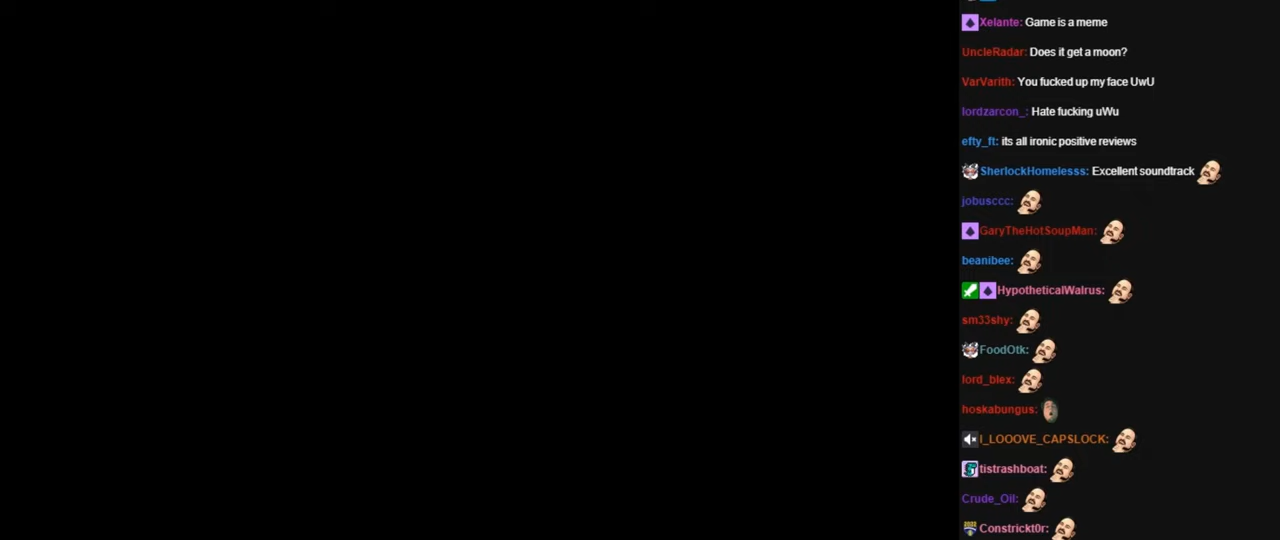 Xelante: Game is a meme
UncleRadar: Does it get a moon?
VarVarith: You fucked up my face UwU
lordzarcon_: Hate fucking uWu
efty_ft: its all ironic positive reviews
SherlockHomelesss: Excellent soundtrack
jobusccc:
GaryTheHotSoupMan:
beanibee:
HypotheticalWalrus:
sm33shy:
FoodOtk:
lord_blex:
hoskabungus:
I_LOOOVE_CAPSLOCK:
tistrashboat:
Crude_Oil:
Constrickt0r: